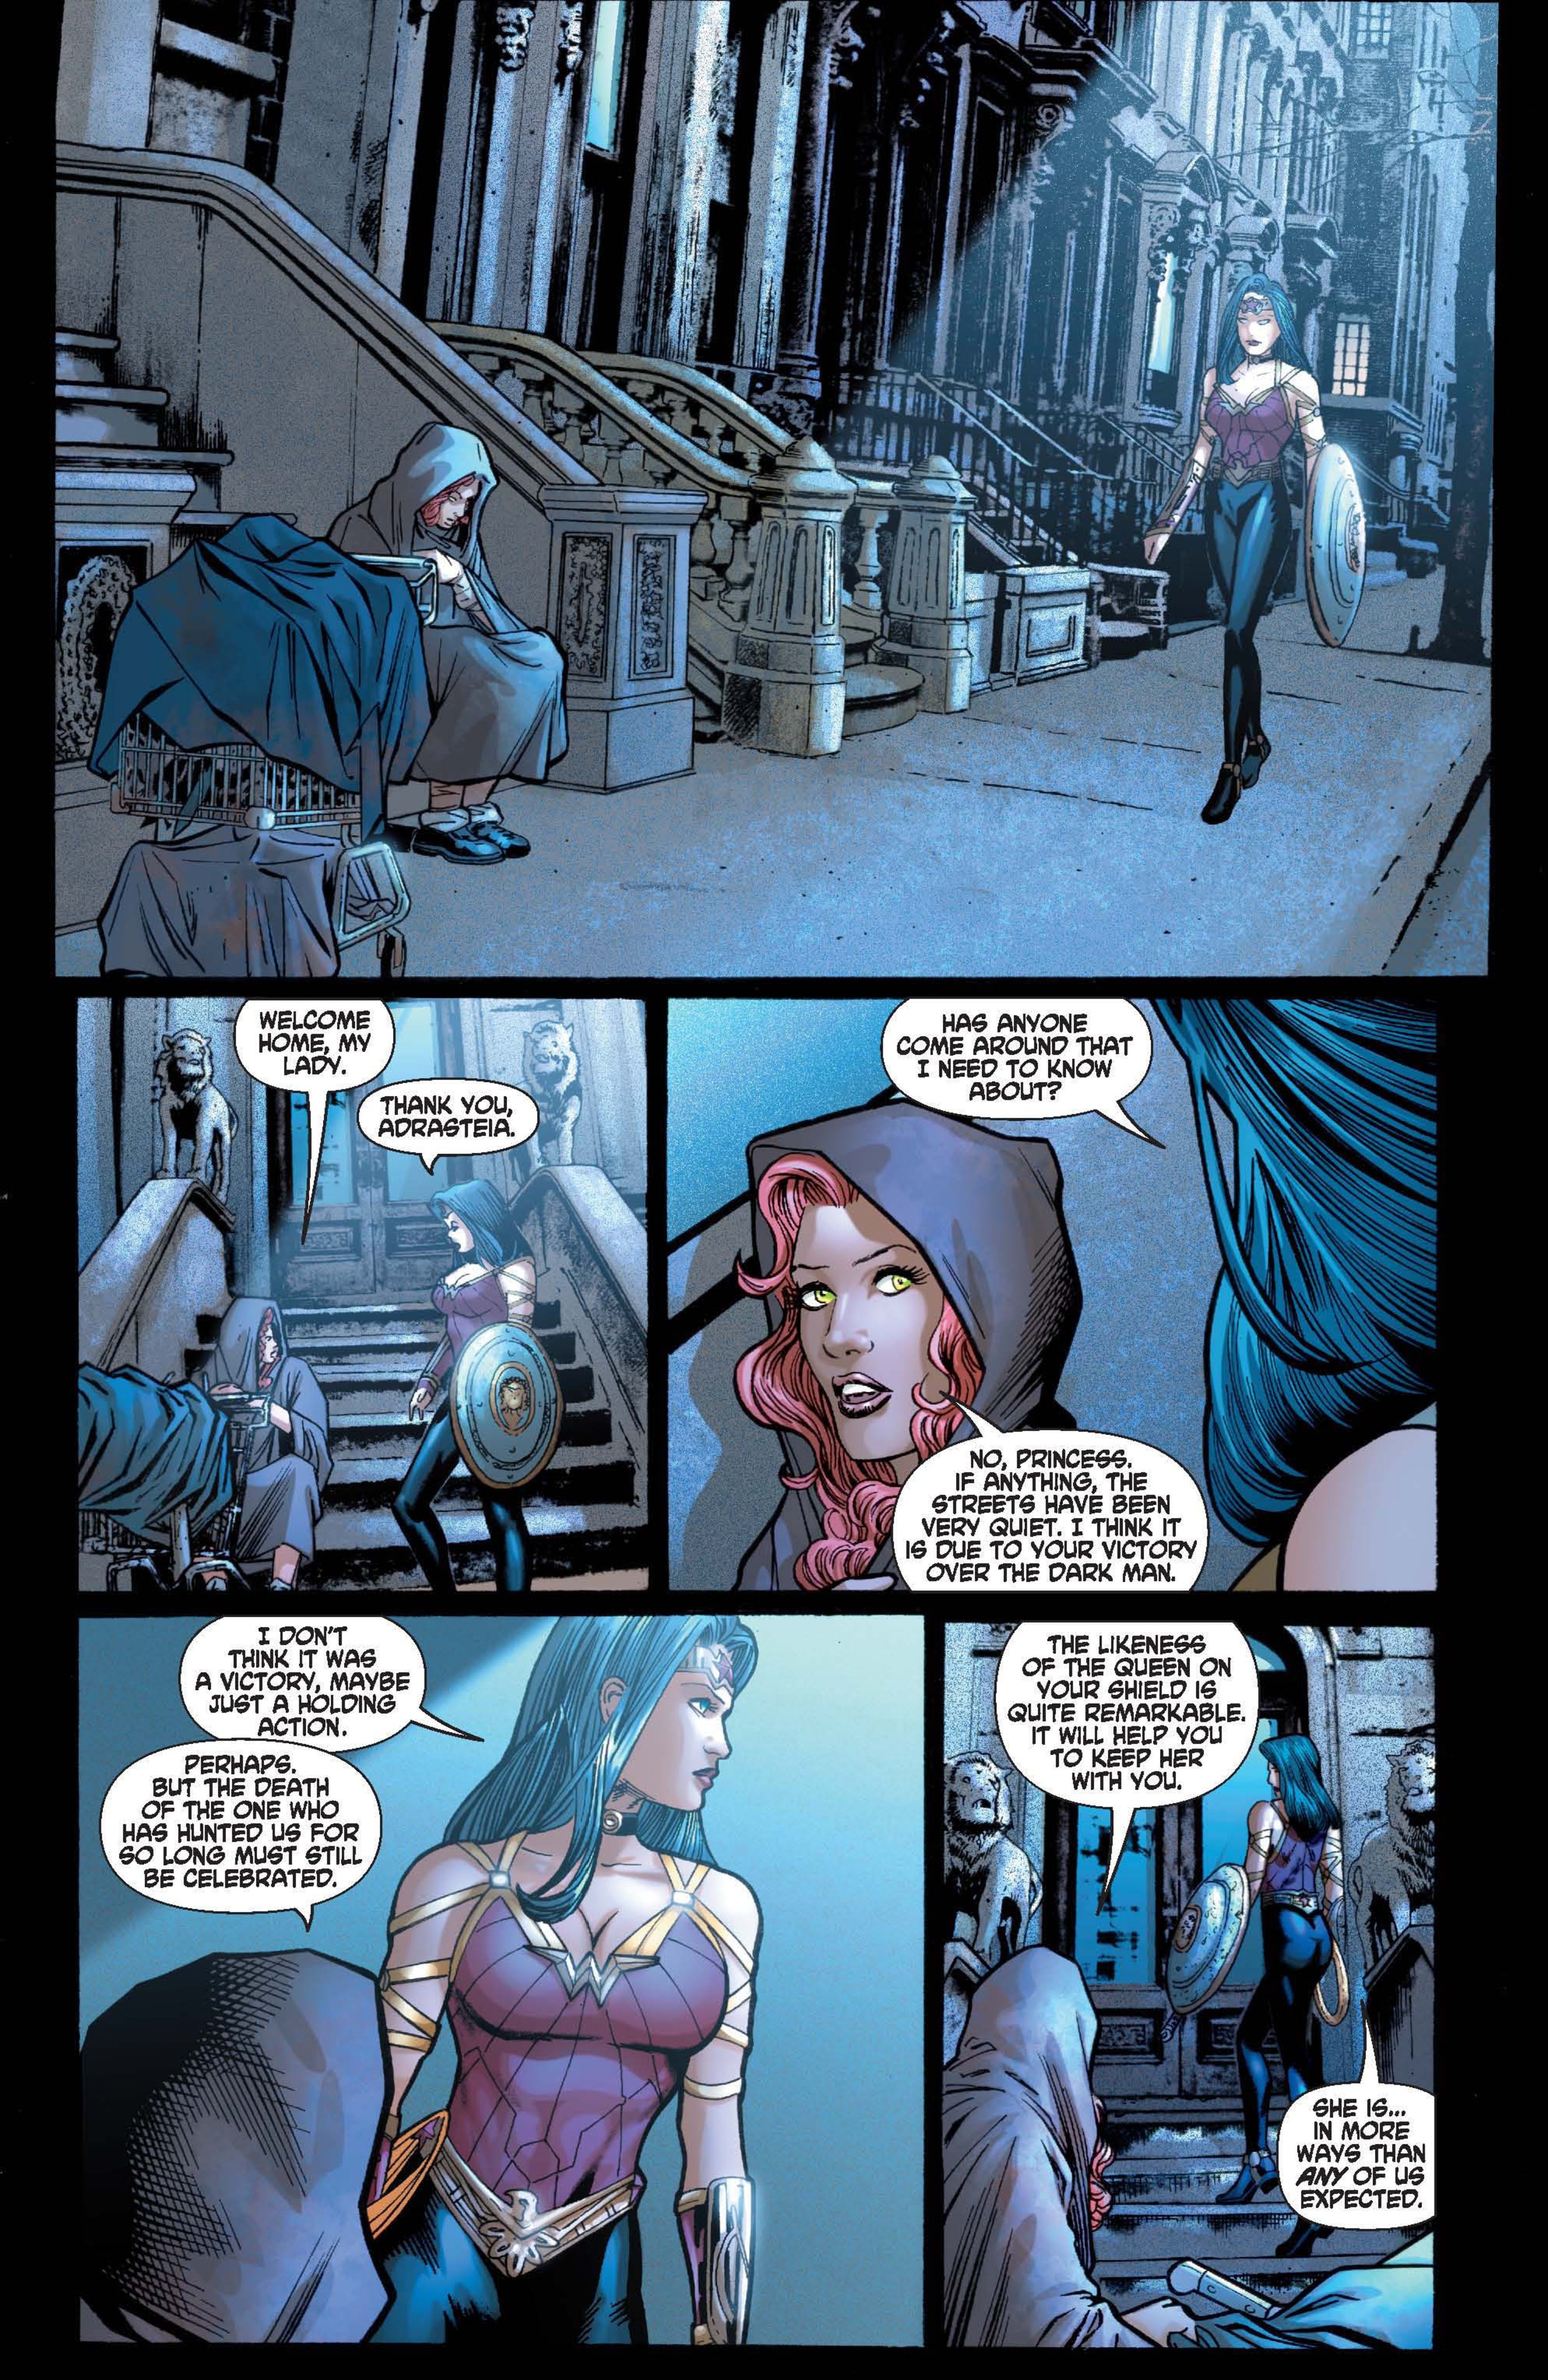 WELCOME
HOME, MY
LADY.
THANK YOU,
ADRASTEIA.
HAS ANYONE
COME AROUND THAT
I NEED TO KNOW
ABOUT?
NO, PRINCESS.
IF ANYTHING, THE
STREETS HAVE BEEN
VERY QUIET. I THINK IT
IS DUE TO YOUR VICTORY
OVER THE DARK MAN.
I DON'T
THINK IT WAS
A VICTORY, MAYBE
JUST A HOLDING
ACTION.
PERHAPS.
BUT THE DEATH
OF THE ONE WHO
HAS HUNTED US FOR
SO LONG MUST STILL
BE CELEBRATED.
THE LIKENESS
OF THE QUEEN ON
YOUR SHIELD IS
QUITE REMARKABLE.
IT WILL HELP YOU
TO KEEP HER
WITH YOU.
SHE IS...
IN MORE
WAYS THAN
ANY OF US
EXPECTED.